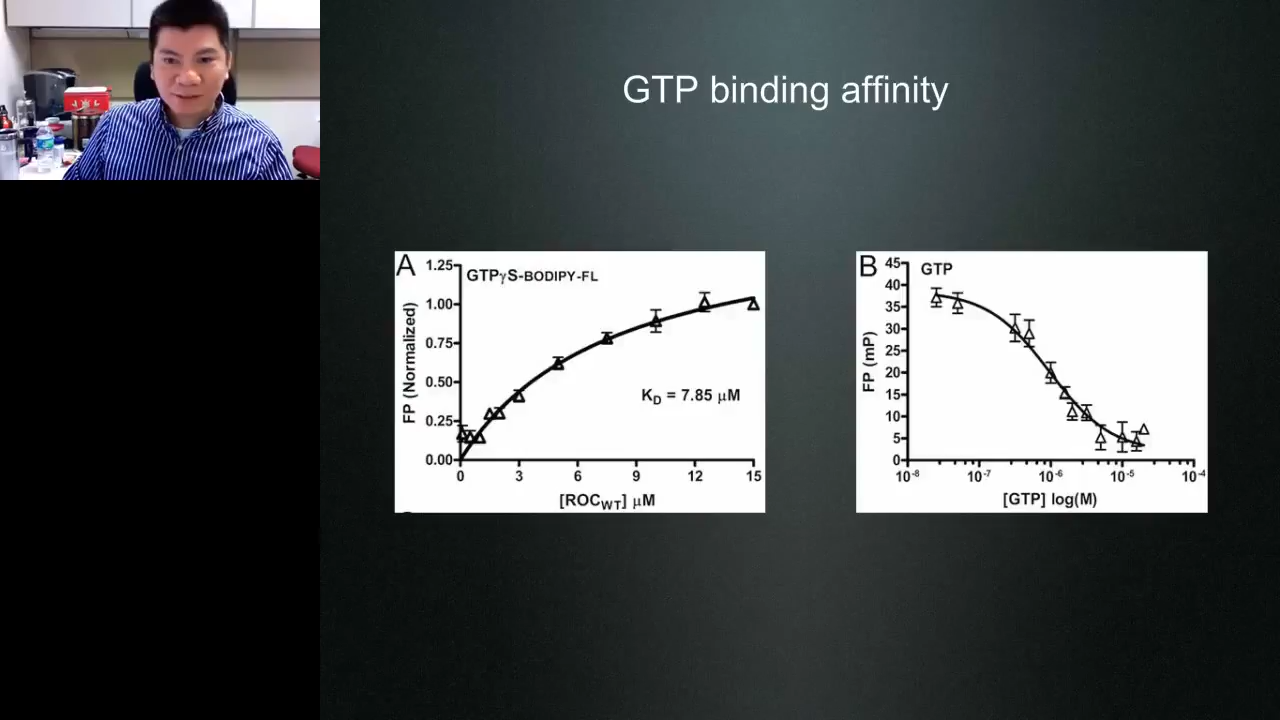 GTP binding affinity
A
GTPγS-BODIPY-FL
1.25
1.00
0.75
0.50
0.25
0.00
FP (Normalized)
K_D = 7.85 μM
0 3 6 9 12 15
[ROC_WT] μM
B
GTP
45
40
35
30
25
20
15
10
5
0
FP (mP)
10^-8 10^-7 10^-6 10^-5 10^-4
[GTP] log(M)